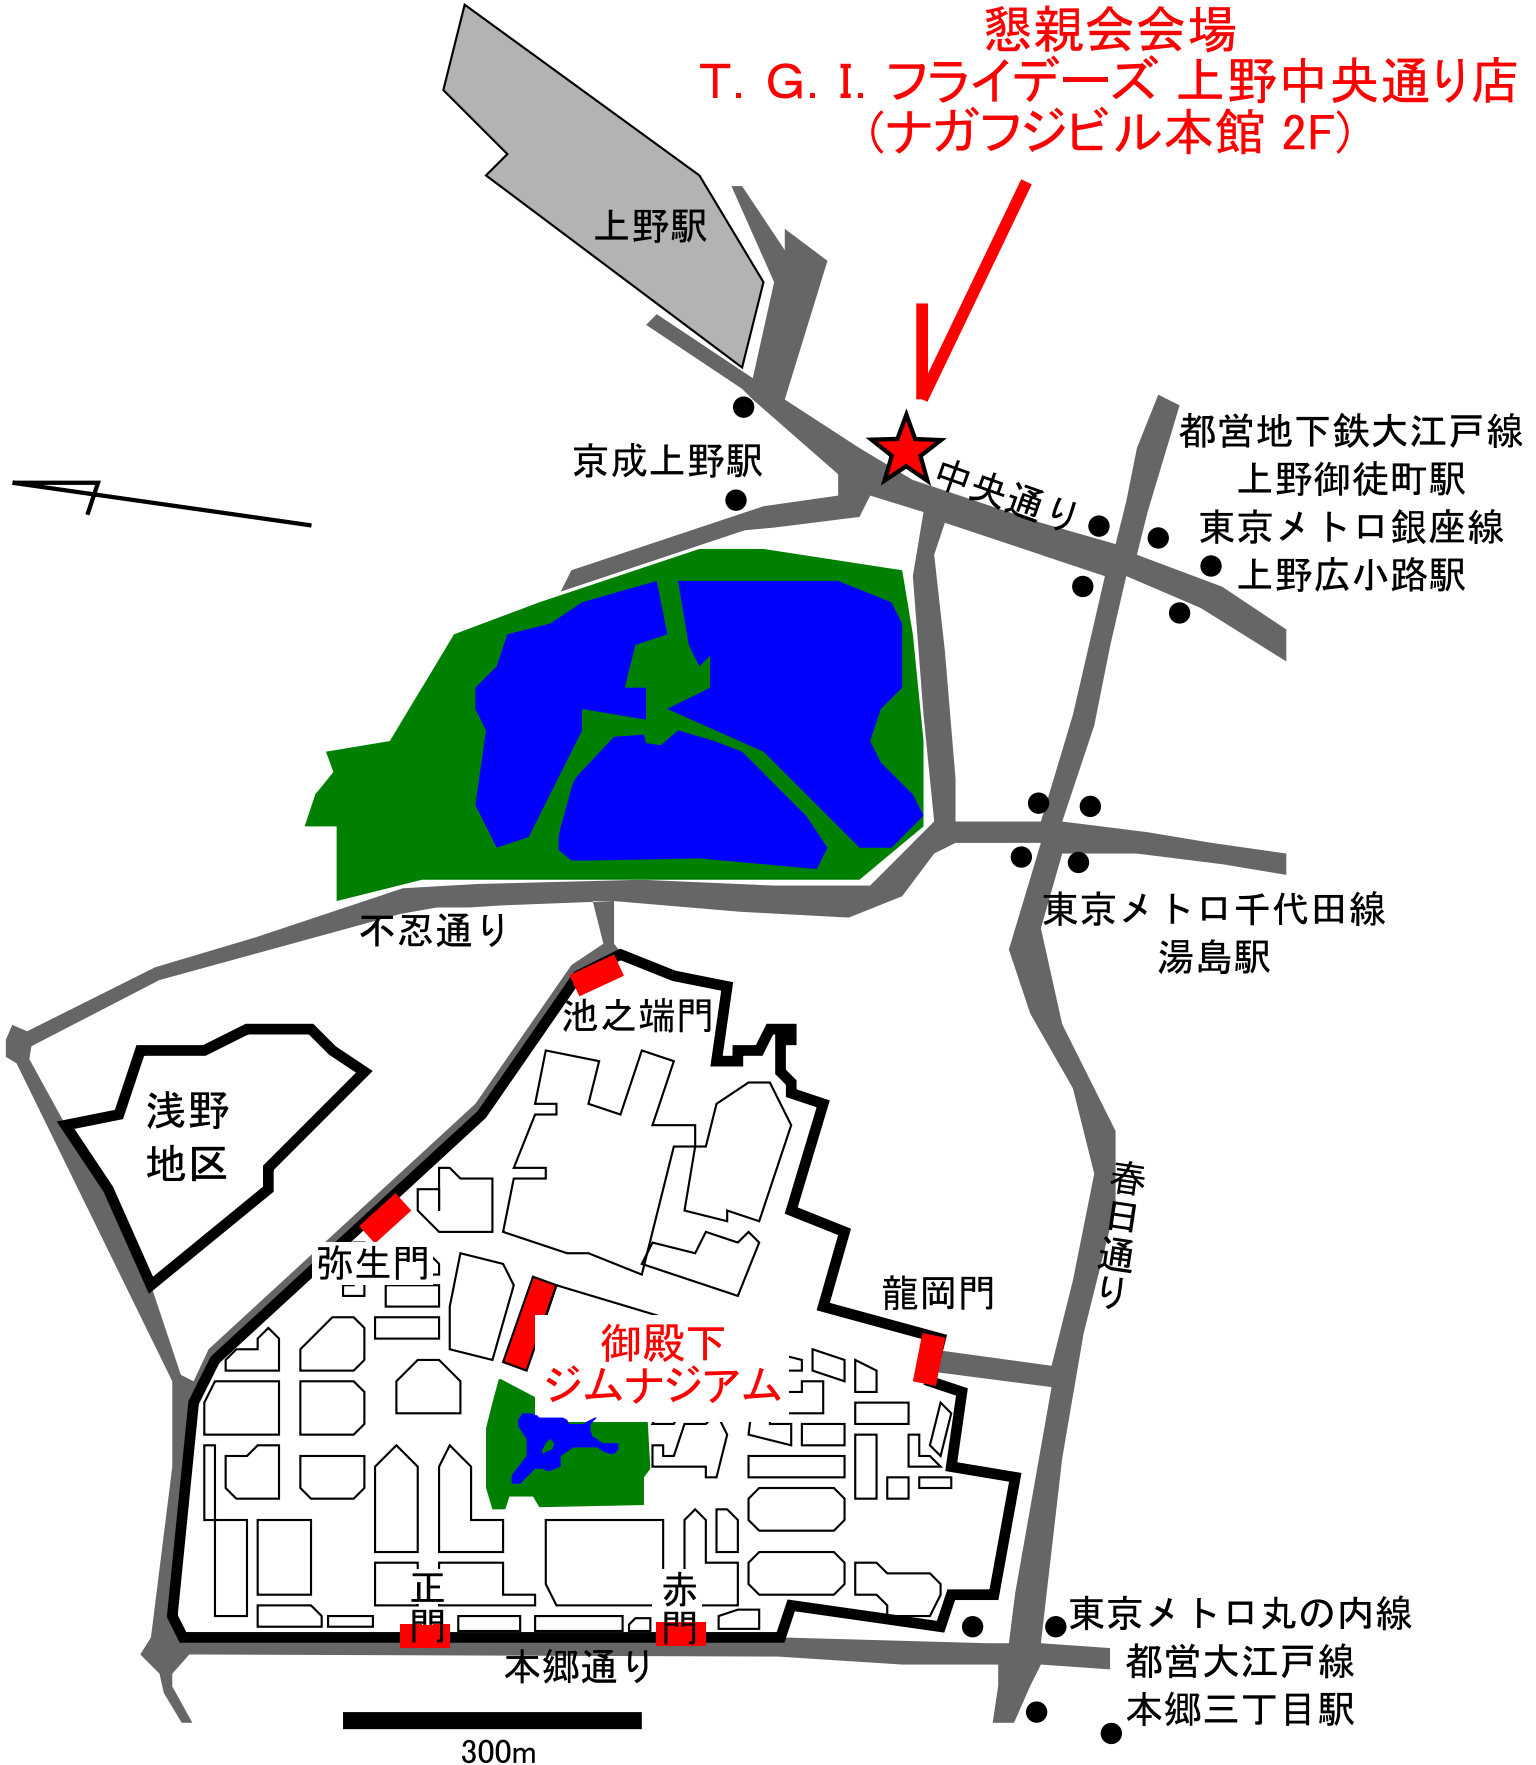 懇親会会場
T. G. I. フライデーズ 上野中央通り店
(ナガフジビル本館 2F)
上野駅
京成上野駅
中央通り
都営地下鉄大江戸線
上野御徒町駅
東京メトロ銀座線
上野広小路駅
不忍通り
東京メトロ千代田線
湯島駅
池之端門
浅野
地区
春日通り
弥生門
龍岡門
御殿下
ジムナジアム
正門
赤門
東京メトロ丸の内線
都営大江戸線
本郷三丁目駅
本郷通り
300m